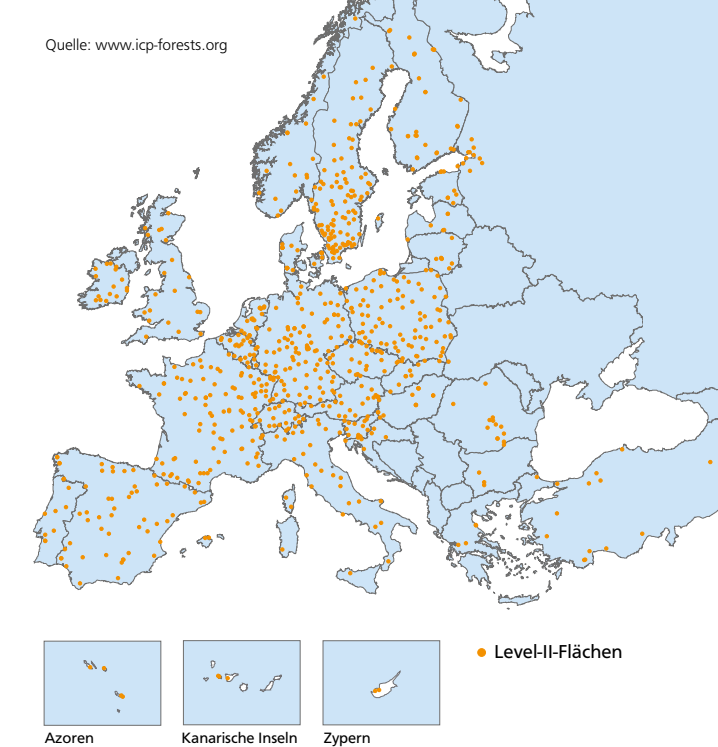 Quelle: www.icp-forests.org
Level-II-Flächen
Azoren
Kanarische Inseln
Zypern